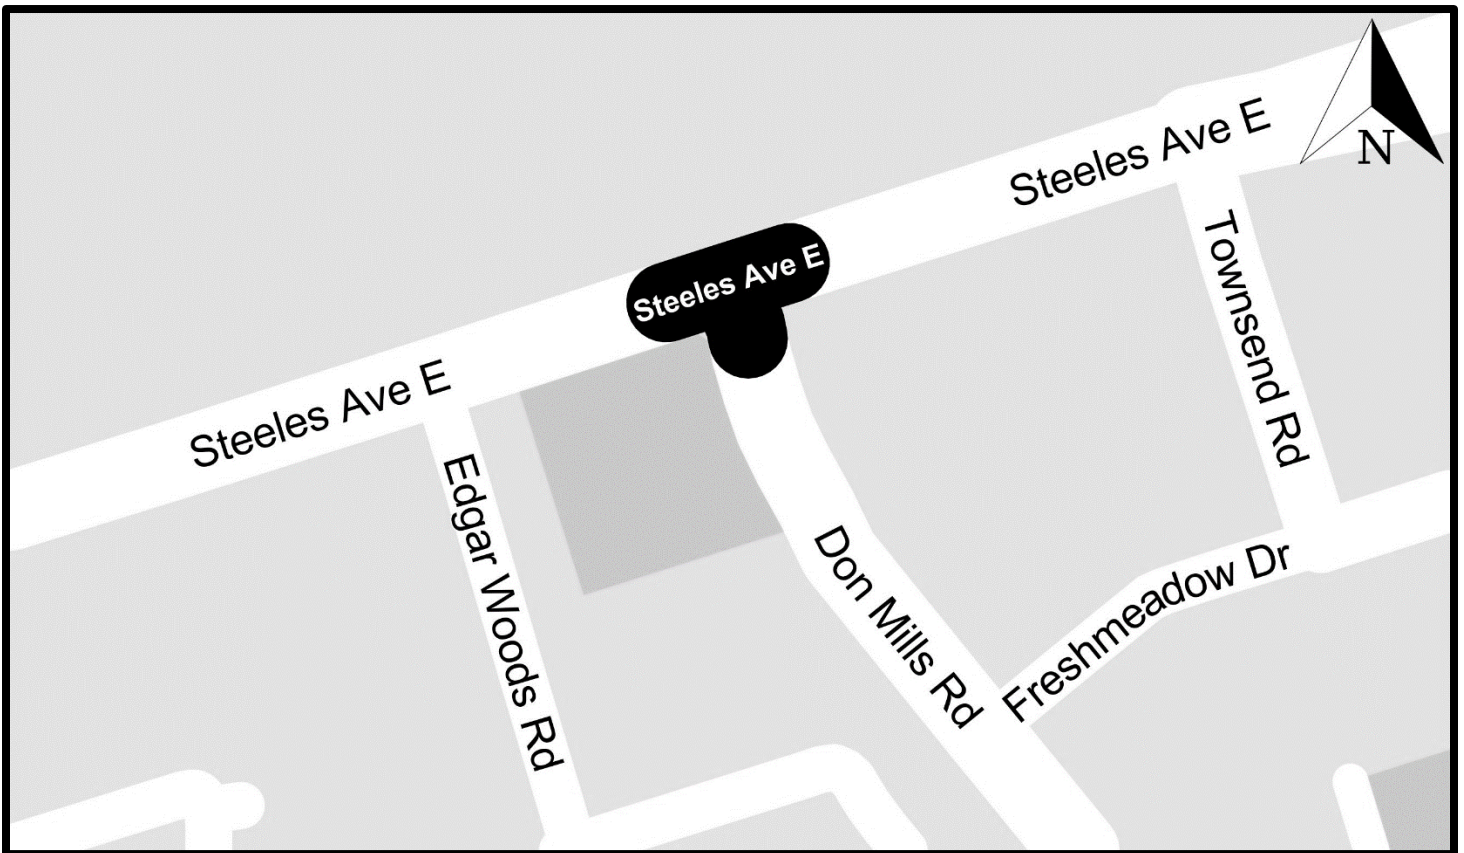 Steeles Ave E
N
Steeles Ave E
Townsend Rd
Steeles Ave E
Edgar Woods Rd
Don Mills Rd
Freshmeadow Dr